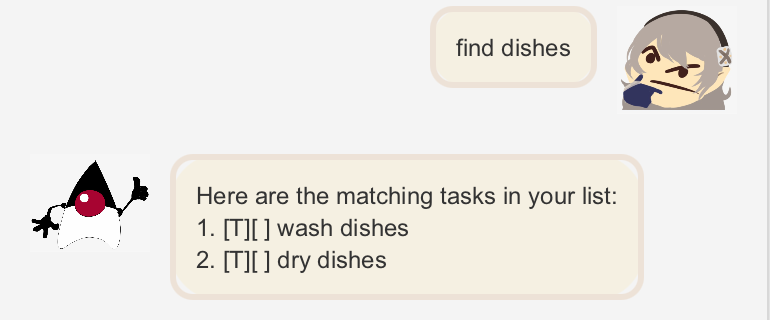 find dishes
Here are the matching tasks in your list:
1. [T][ ] wash dishes
2. [T][ ] dry dishes